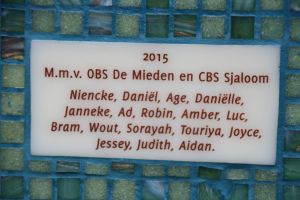 2015
M.m.v. OBS De Mieden en CBS Sjaloom
Niencke, Daniël, Age, Daniëlle,
Janneke, Ad, Robin, Amber, Luc,
Bram, Wout, Sorayah, Touriya, Joyce,
Jessey, Judith, Aidan.